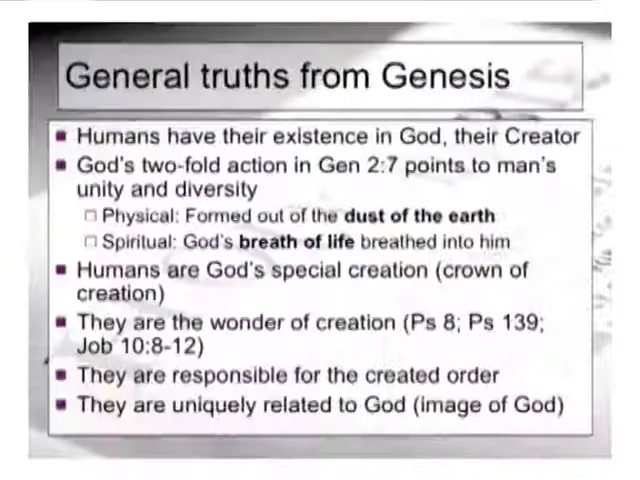 General truths from Genesis
■ Humans have their existence in God, their Creator
■ God's two-fold action in Gen 2:7 points to man's
unity and diversity
□ Physical: Formed out of the dust of the earth
□ Spiritual: God's breath of life breathed into him
■ Humans are God's special creation (crown of
creation)
■ They are the wonder of creation (Ps 8; Ps 139;
Job 10:8-12)
■ They are responsible for the created order
■ They are uniquely related to God (image of God)